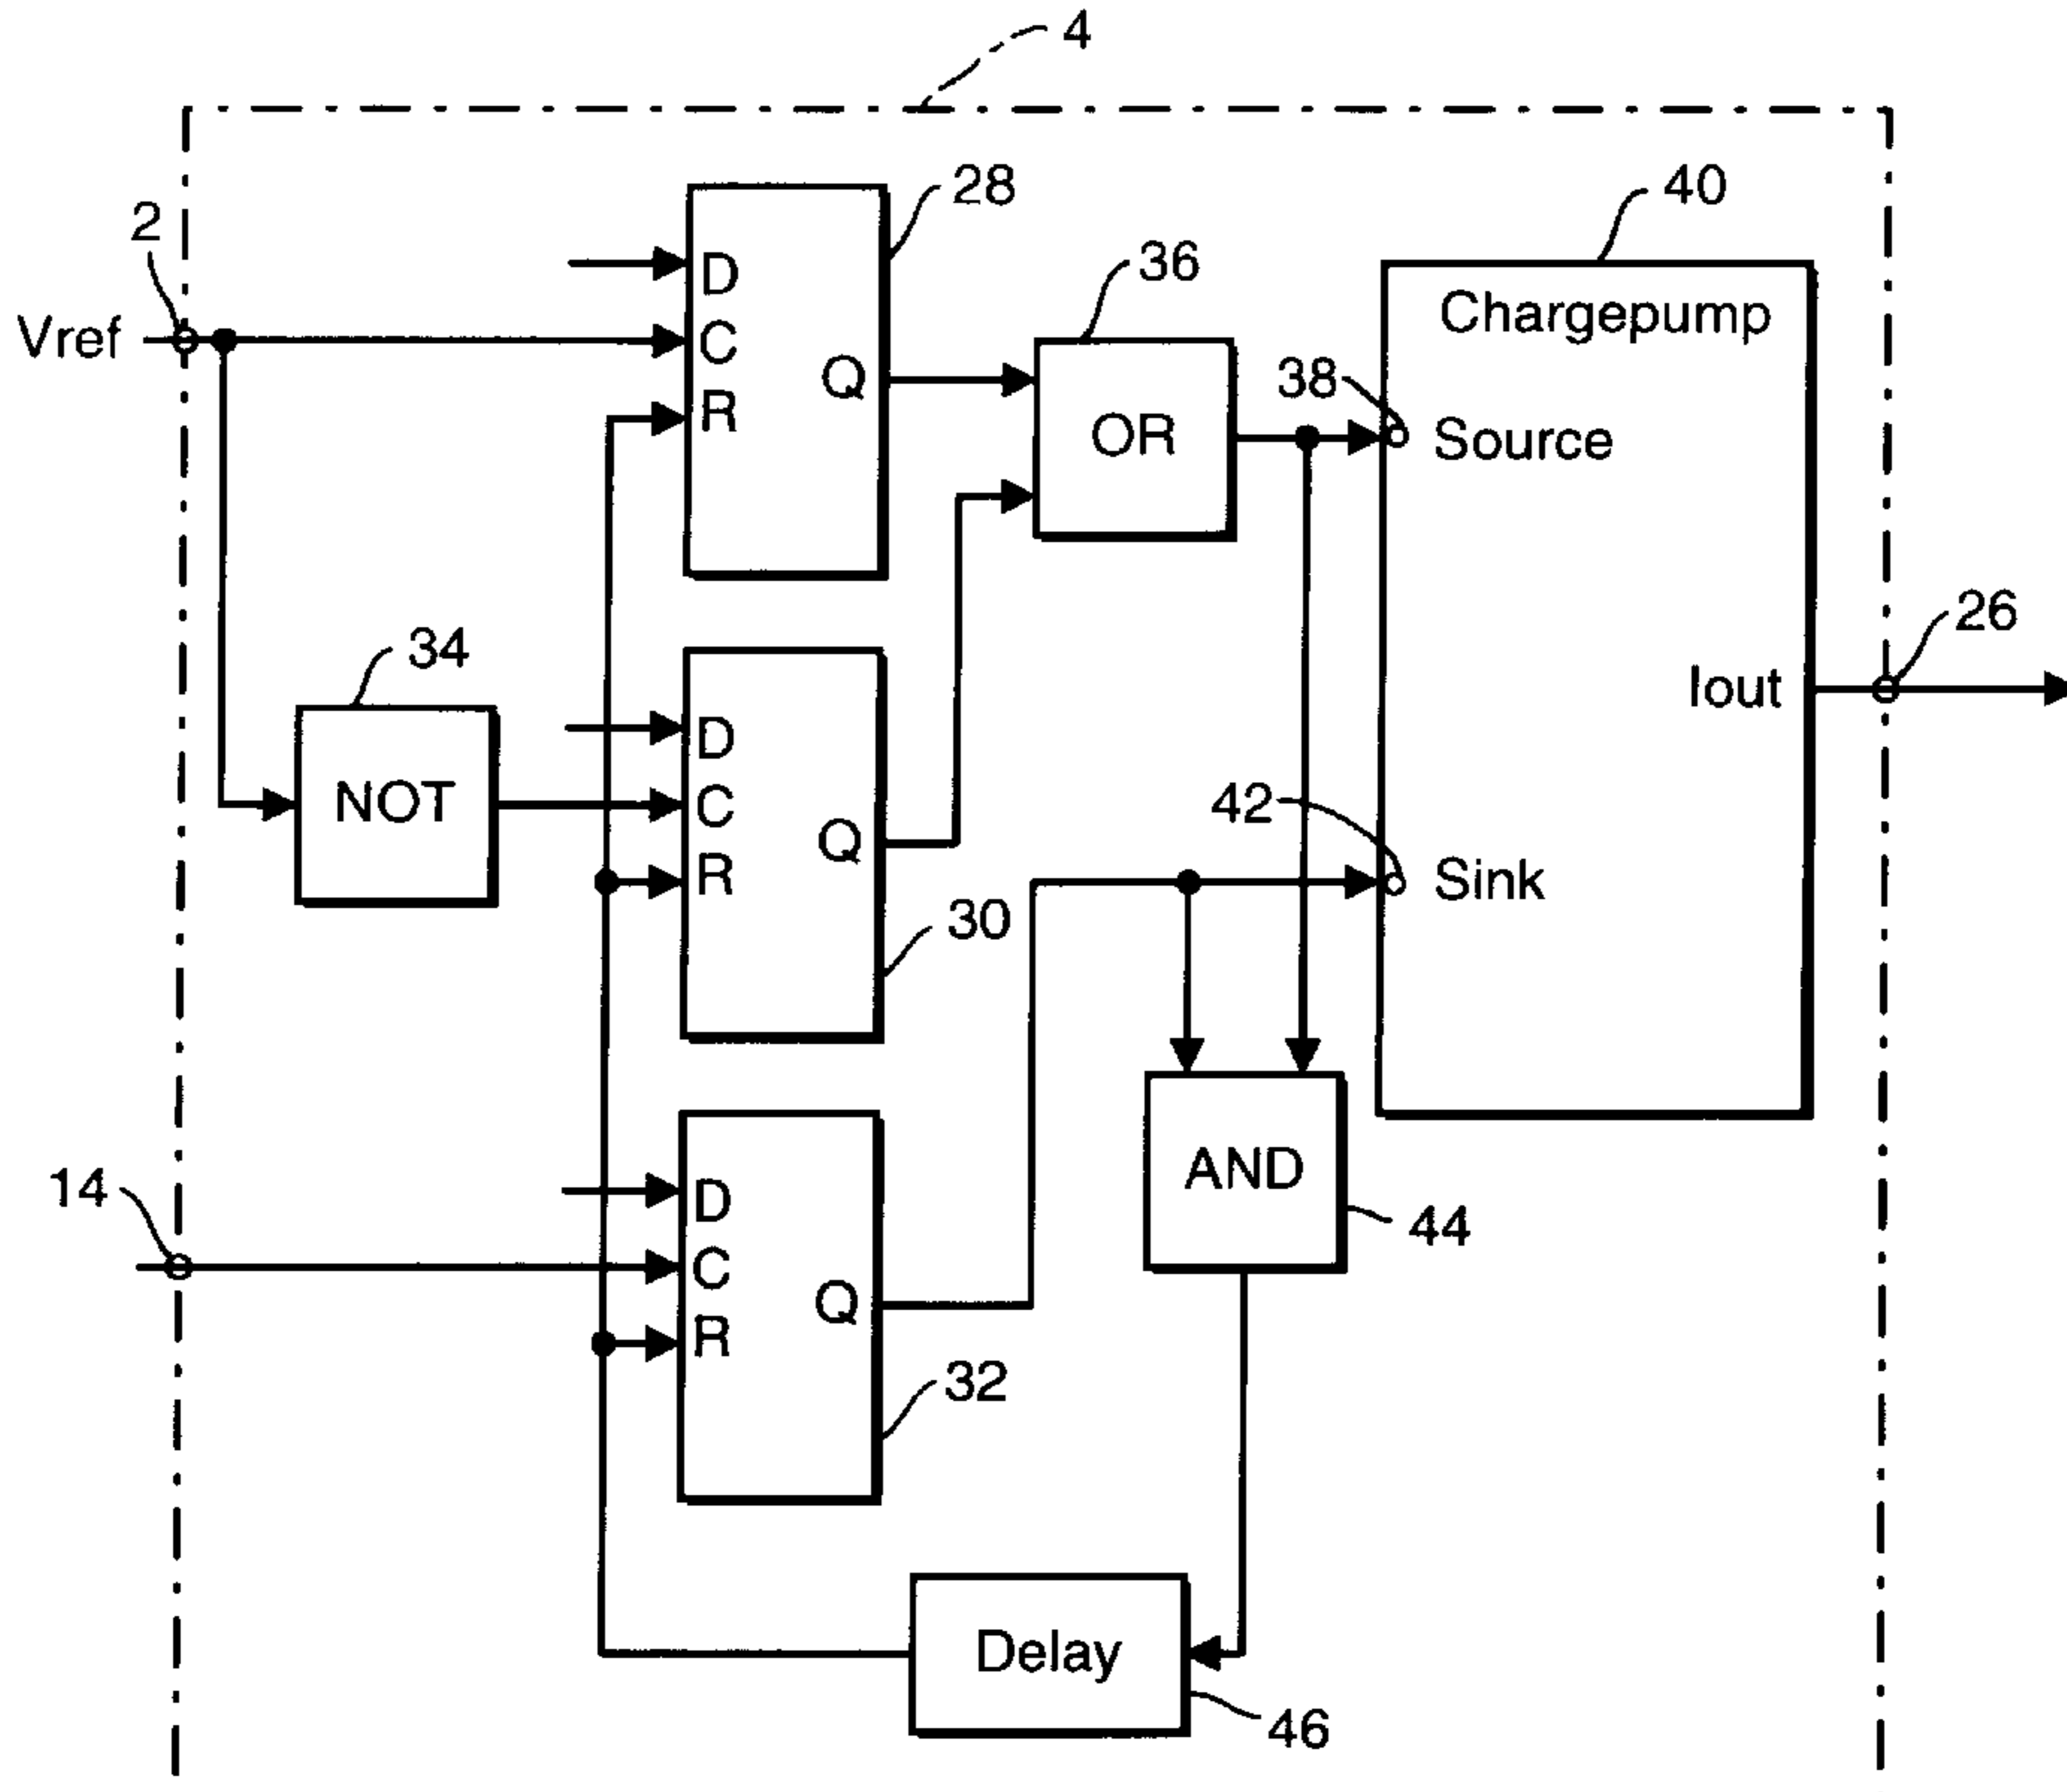 4
28
40
2
36
D
Chargepump
Vref
C
38
R
Q
OR
Source
26
34
Iout
D
NOT
C
42
Q
R
Sink
30
AND
14
D
44
C
Q
R
32
Delay
46